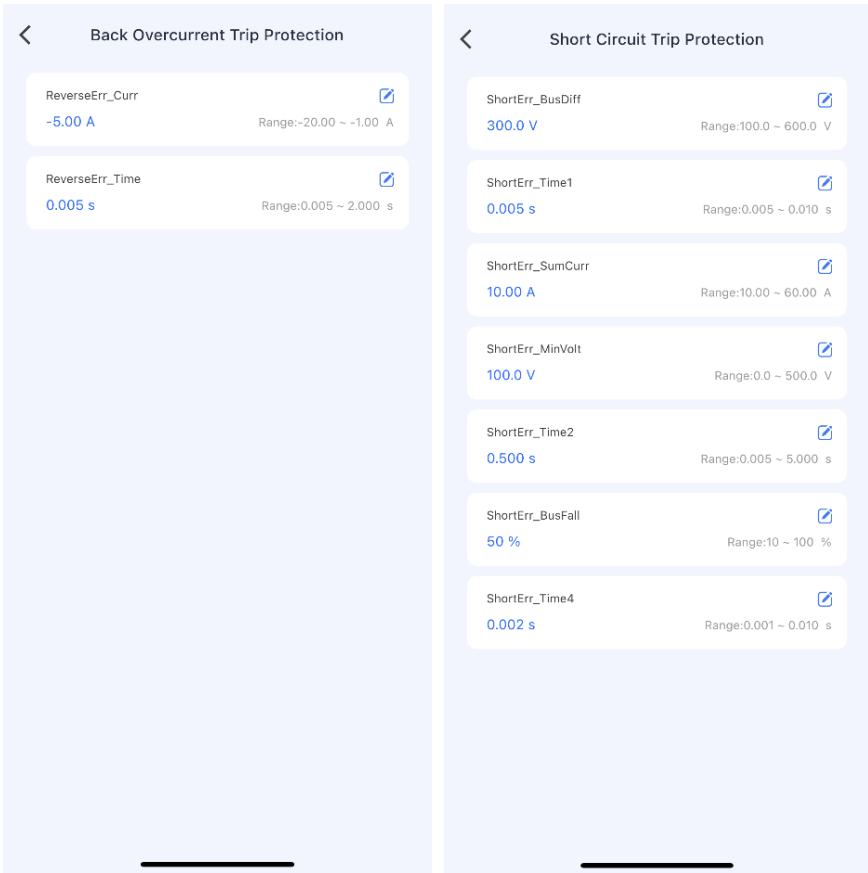 Back Overcurrent Trip Protection
ReverseErr_Curr
-5.00 A
Range:-20.00 ~ -1.00 A
ReverseErr_Time
0.005 s
Range:0.005 ~ 2.000 s
Short Circuit Trip Protection
ShortErr_BusDiff
300.0 V
Range:100.0 ~ 600.0 V
ShortErr_Time1
0.005 s
Range:0.005 ~ 0.010 s
ShortErr_SumCurr
10.00 A
Range:10.00 ~ 60.00 A
ShortErr_MinVolt
100.0 V
Range:0.0 ~ 500.0 V
ShortErr_Time2
0.500 s
Range:0.005 ~ 5.000 s
ShortErr_BusFall
50 %
Range:10 ~ 100 %
ShortErr_Time4
0.002 s
Range:0.001 ~ 0.010 s